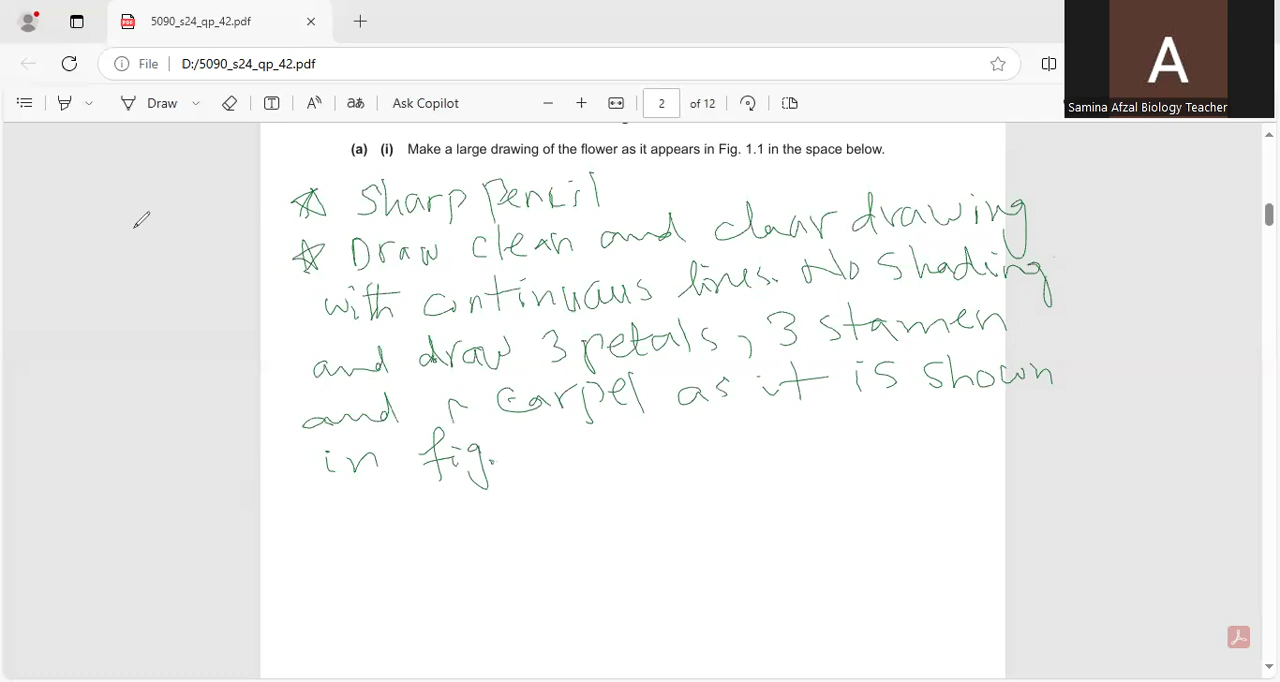 5090_s24_qp_42.pdf
File D:/5090_s24_qp_42.pdf
Draw aあ Ask Copilot 2 of 12
A
Samina Afzal Biology Teacher
(a) (i) Make a large drawing of the flower as it appears in Fig. 1.1 in the space below.
Sharp Pencil
Draw clean and claar drawing
with continuous lines. No shading
and draw 3 petals, 3 stamen
and carpel as it is shown
in fig.